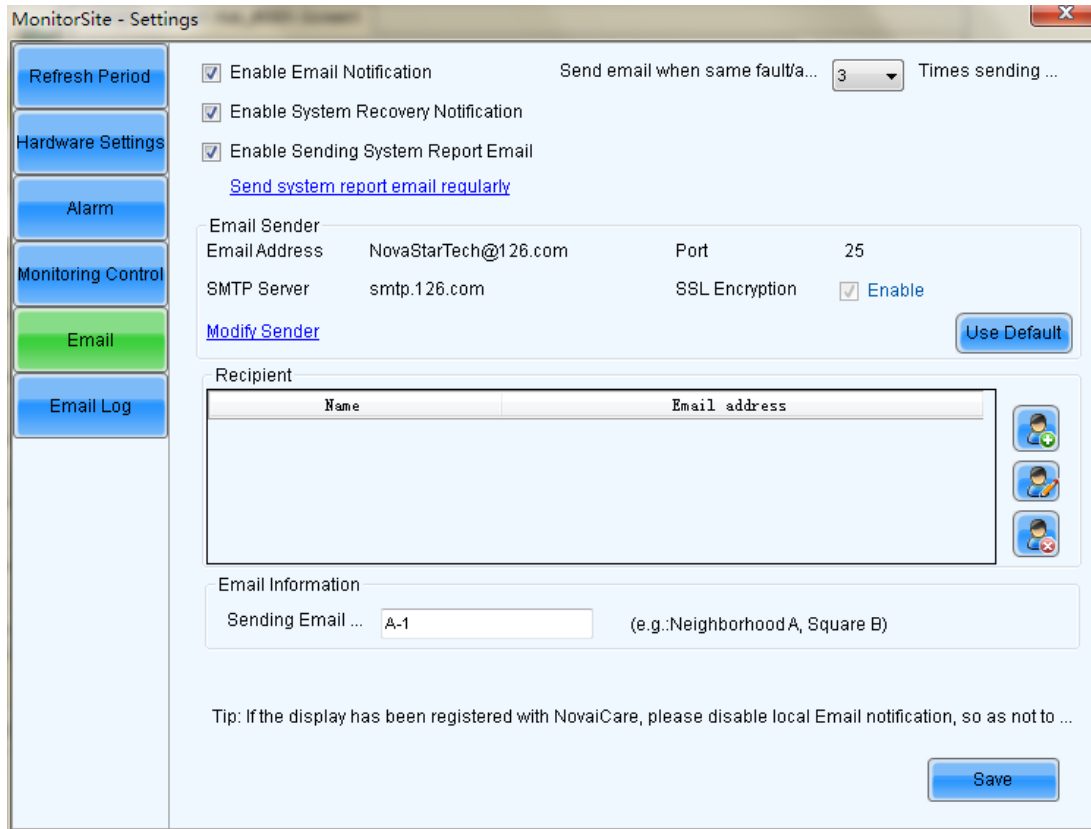 MonitorSite - Settings
Refresh Period
Hardware Settings
Alarm
Monitoring Control
Email
Email Log
Enable Email Notification
Send email when same fault/a... 3 Times sending ...
Enable System Recovery Notification
Enable Sending System Report Email
Send system report email regularly
Email Sender
Email Address NovaStarTech@126.com Port 25
SMTP Server smtp.126.com SSL Encryption Enable
Modify Sender Use Default
Recipient
Name Email address
Email Information
Sending Email ... A-1 (e.g.:Neighborhood A, Square B)
Tip: If the display has been registered with NovaiCare, please disable local Email notification, so as not to ...
Save